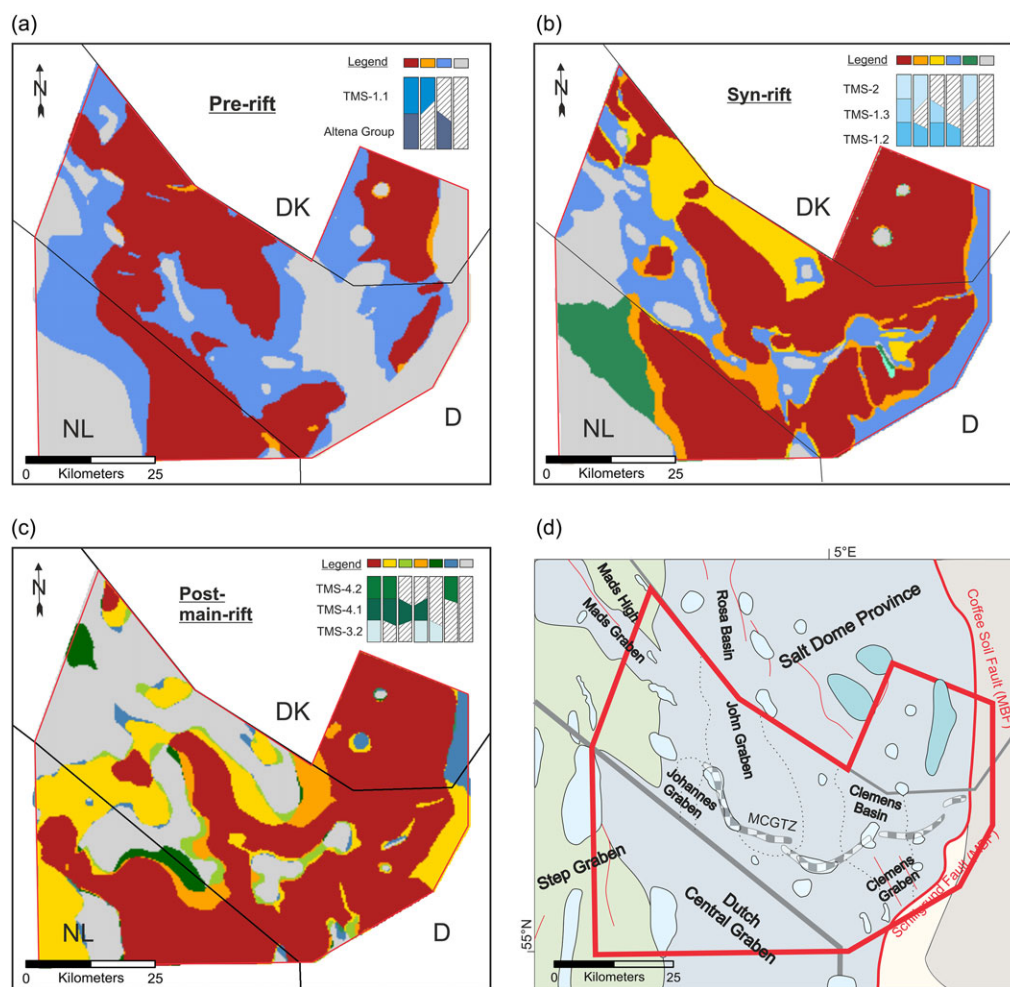 (a)
N
Pre-rift
Legend
TMS-1.1
Altena Group
DK
NL
D
0 25
Kilometers
(b)
N
Syn-rift
Legend
TMS-2
TMS-1.3
TMS-1.2
DK
NL
D
0 25
Kilometers
(c)
N
Post-
main-rift
Legend
TMS-4.2
TMS-4.1
TMS-3.2
DK
NL
D
0 25
Kilometers
(d)
5°E
Mads High
Mads Graben
Rosa Basin
Salt Dome Province
Coffee Soil Fault (MBF)
John Graben
Johannes
Graben
MCGTZ
Clemens
Basin
Step Graben
Dutch
Central Graben
Clemens
Graben
Schillgrund Fault (MBF)
55°N
0 25
Kilometers